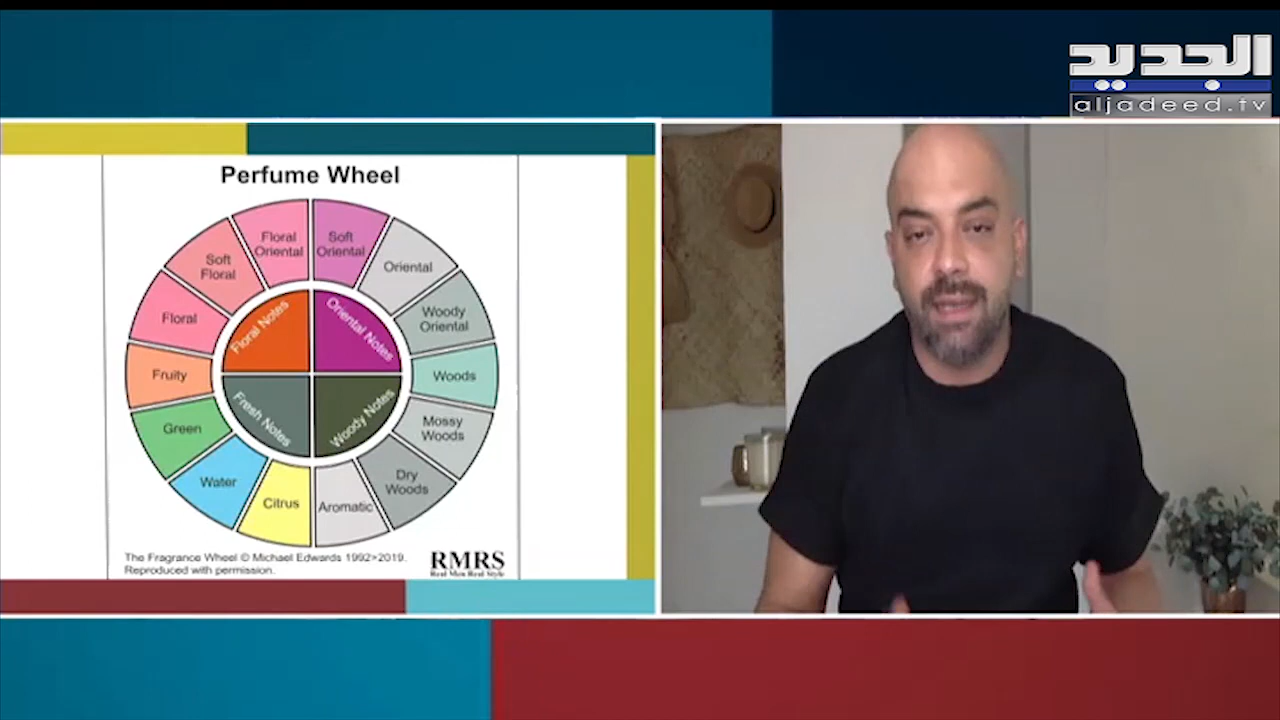 الجديد
aljadeed.tv
Perfume Wheel
Floral
Oriental
Soft
Oriental
Oriental
Woody
Oriental
Woods
Mossy
Woods
Dry
Woods
Aromatic
Citrus
Water
Green
Fruity
Floral
Soft
Floral
Floral Notes
Oriental Notes
Woody Notes
Fresh Notes
The Fragrance Wheel © Michael Edwards 1992>2019.
Reproduced with permission.
RMRS
Real Men Real Style